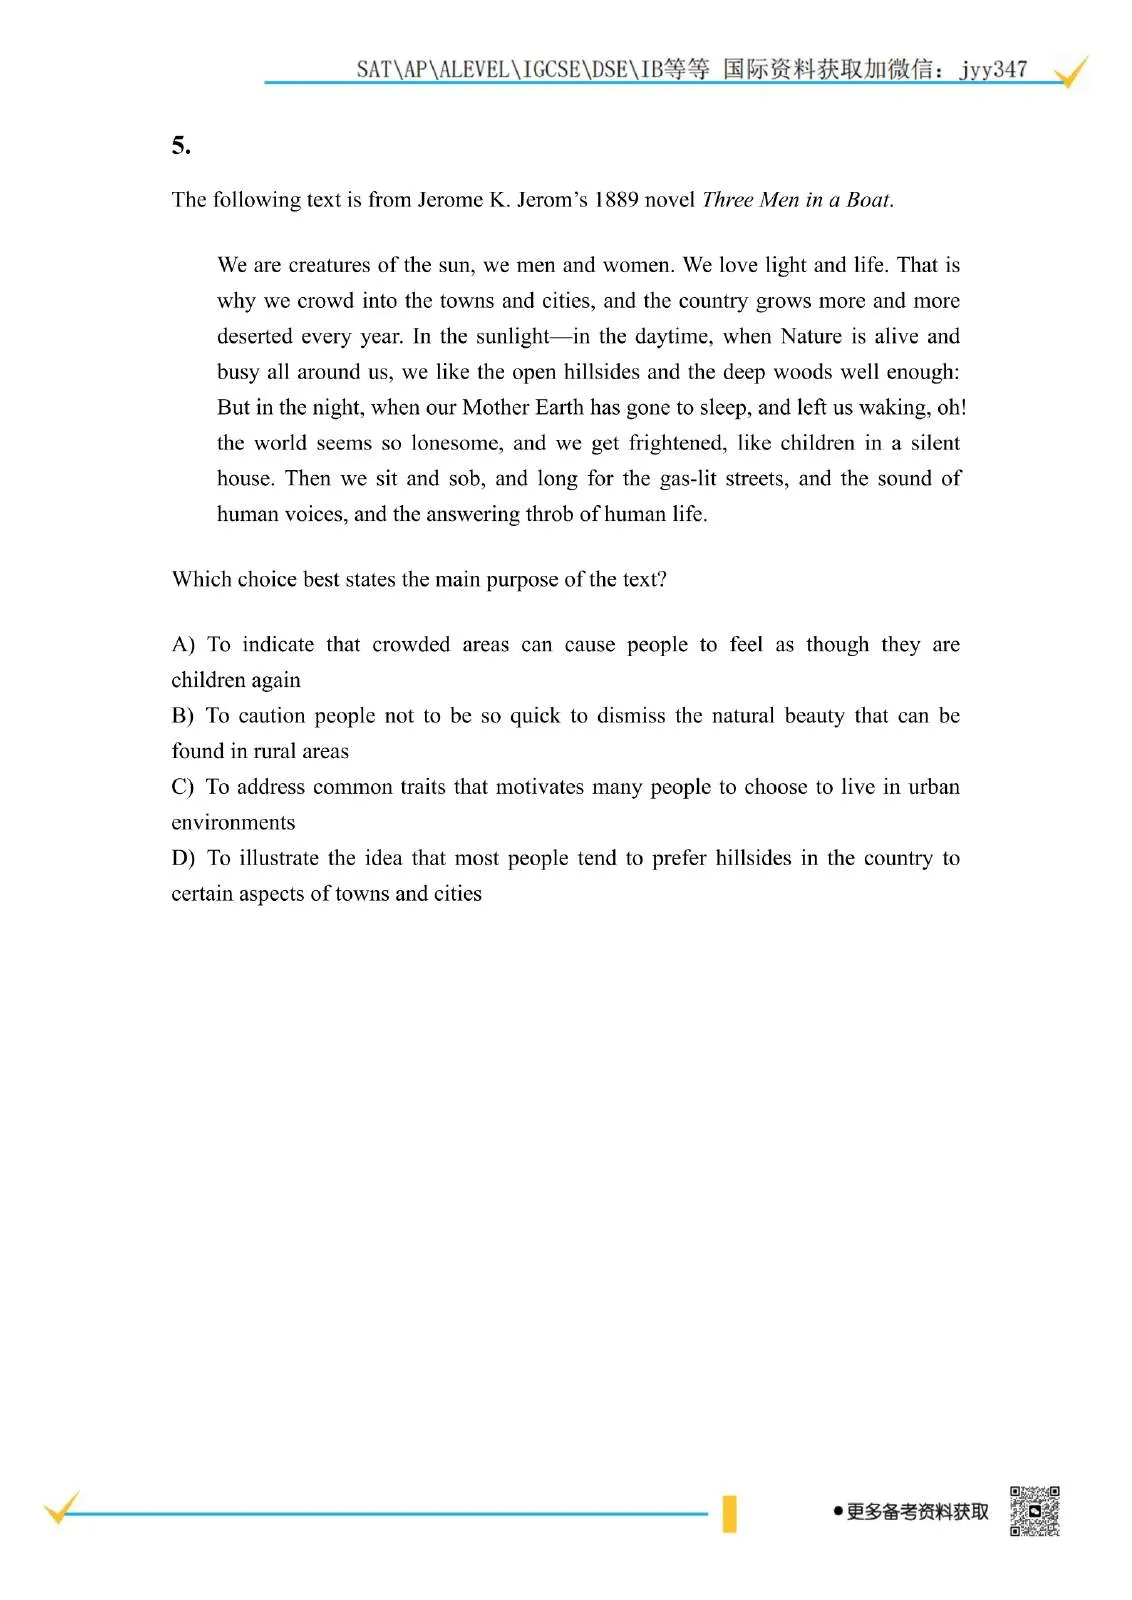 SAT\AP\ALEVEL\IGCSE\DSE\IB等等 国际资料获取加微信：jyy347
5.
The following text is from Jerome K. Jerom’s 1889 novel Three Men in a Boat.
We are creatures of the sun, we men and women. We love light and life. That is
why we crowd into the towns and cities, and the country grows more and more
deserted every year. In the sunlight—in the daytime, when Nature is alive and
busy all around us, we like the open hillsides and the deep woods well enough:
But in the night, when our Mother Earth has gone to sleep, and left us waking, oh!
the world seems so lonesome, and we get frightened, like children in a silent
house. Then we sit and sob, and long for the gas-lit streets, and the sound of
human voices, and the answering throb of human life.
Which choice best states the main purpose of the text?
A) To indicate that crowded areas can cause people to feel as though they are
children again
B) To caution people not to be so quick to dismiss the natural beauty that can be
found in rural areas
C) To address common traits that motivates many people to choose to live in urban
environments
D) To illustrate the idea that most people tend to prefer hillsides in the country to
certain aspects of towns and cities
●更多备考资料获取